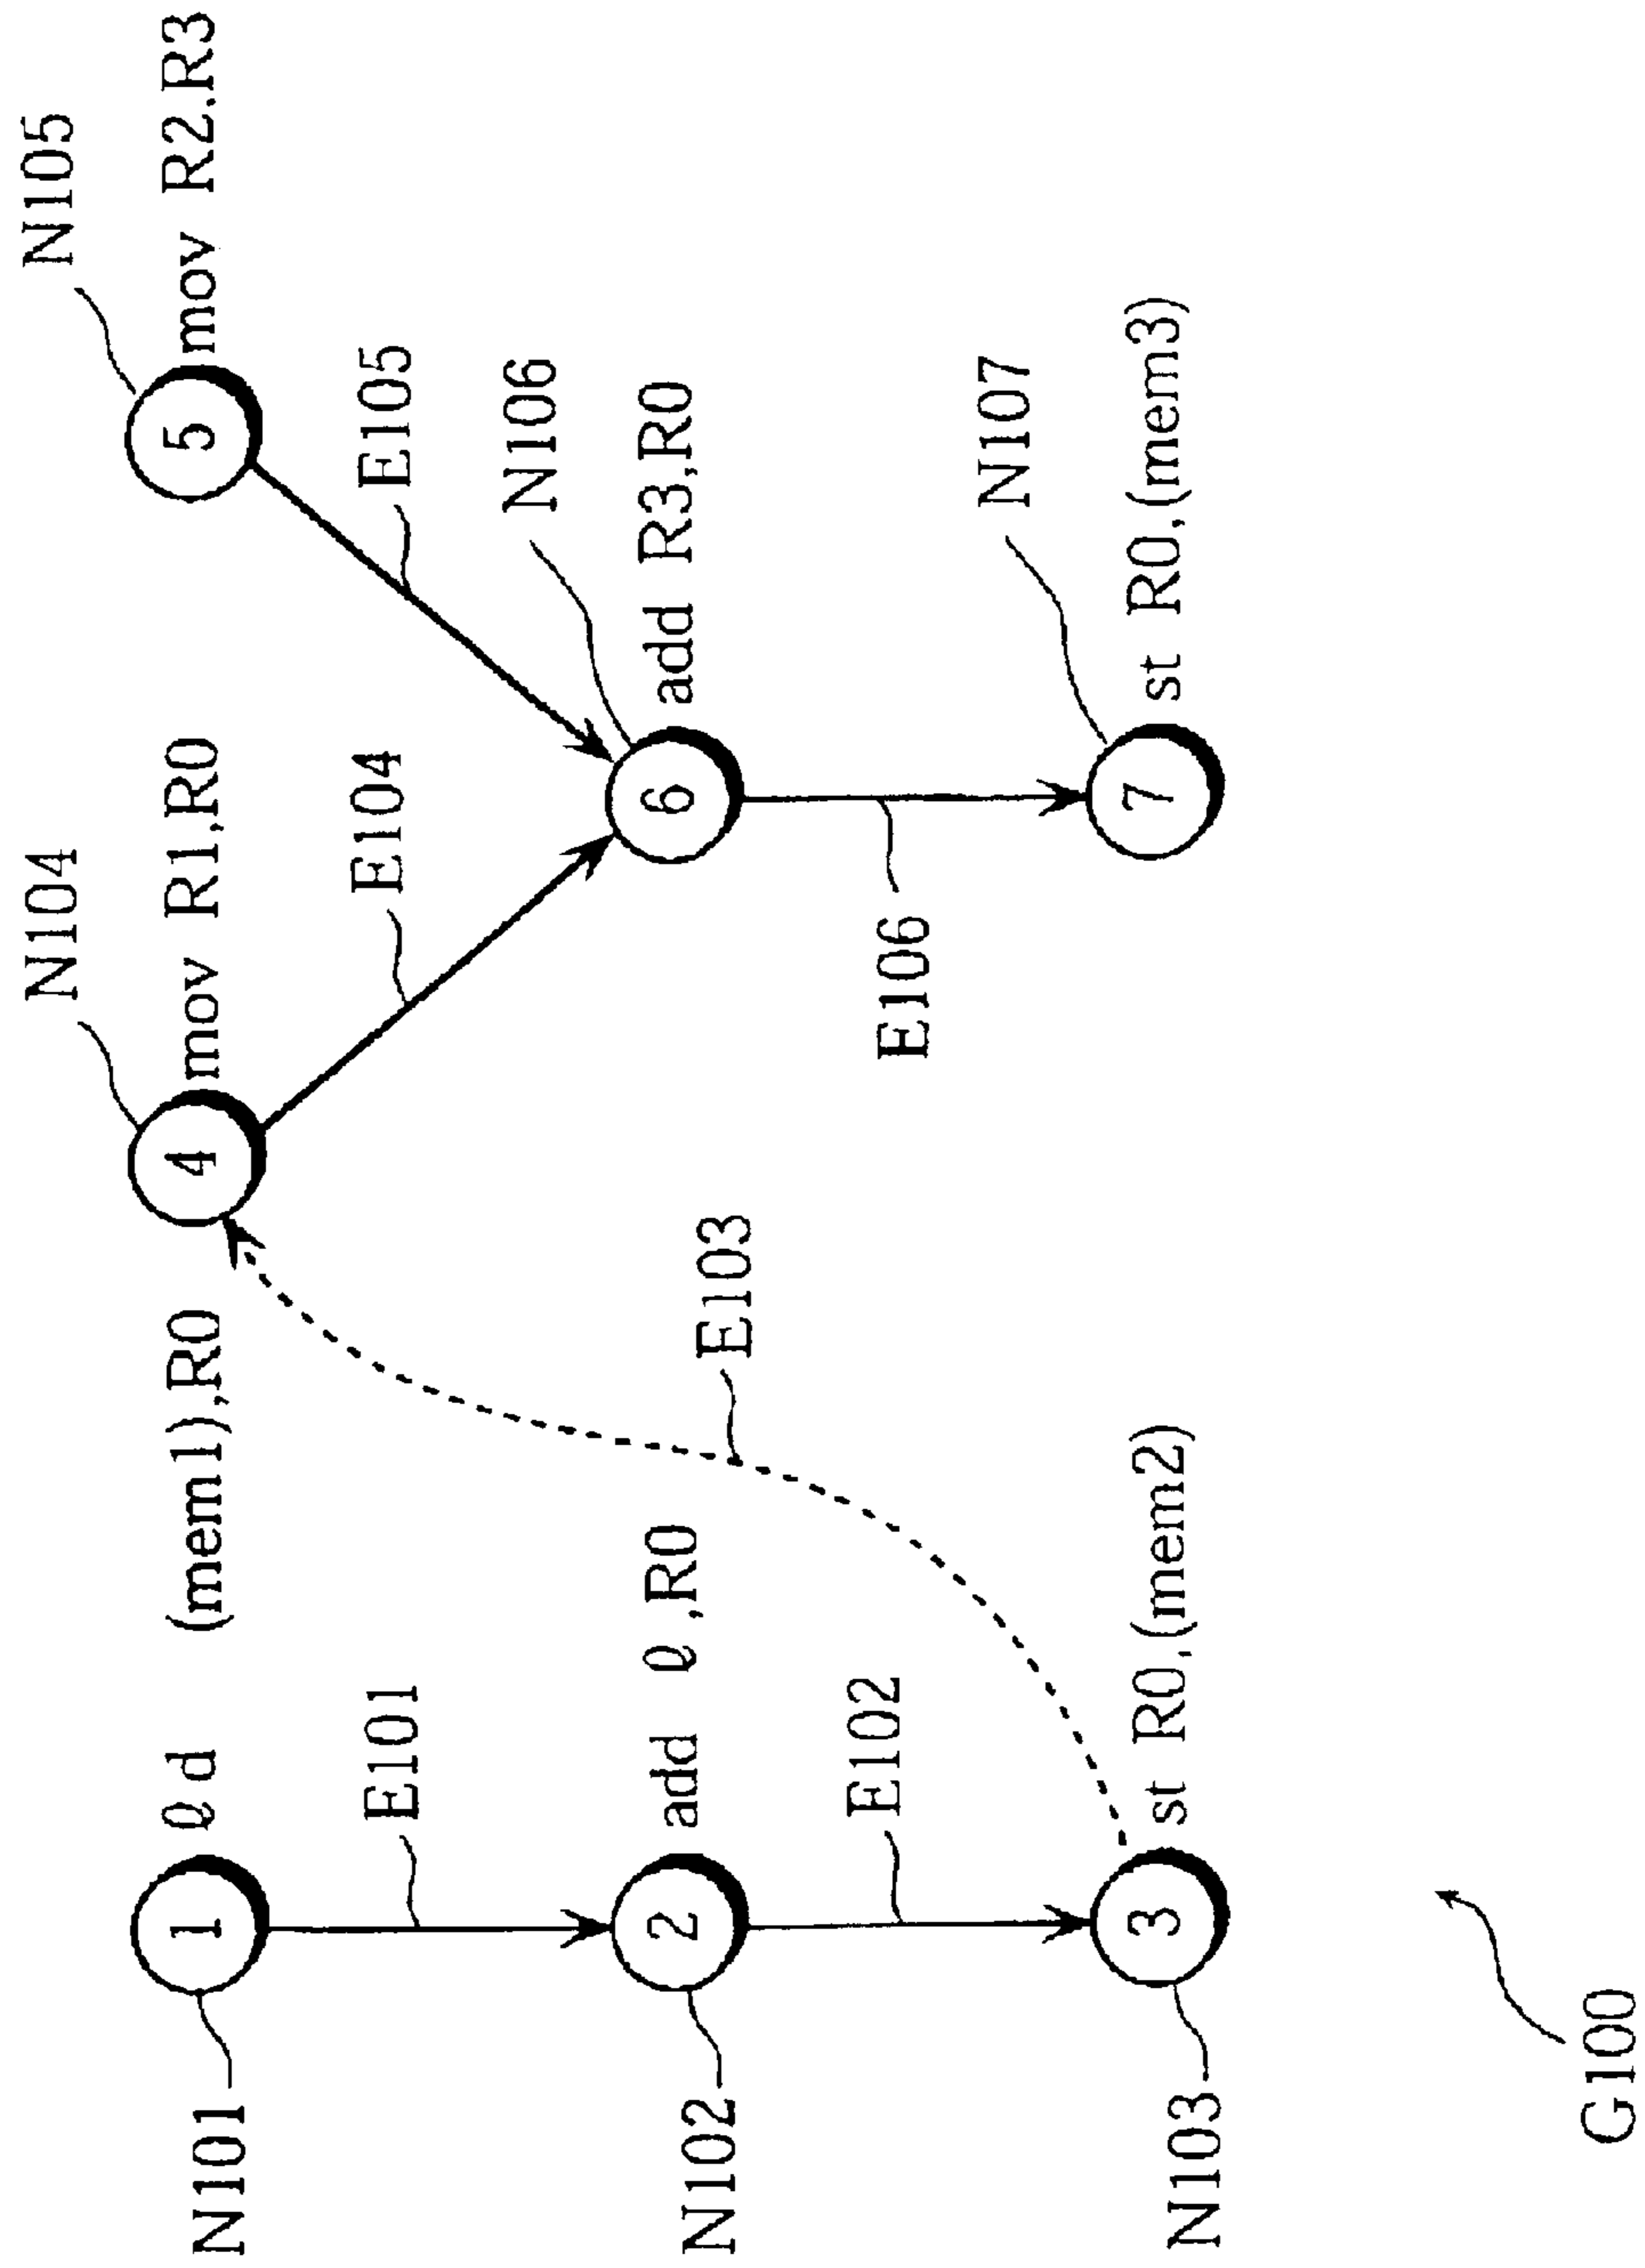 N104
N105
N101
1 ℓd (mem1),R0
4 mov R1,R0
5 mov R2.R3
E101
E104
E105
N106
N102
2 add ℓ,R0
6 add R3,R0
E103
E102
E106
N107
N103
3 st R0,(mem2)
7 st R0,(mem3)
G100